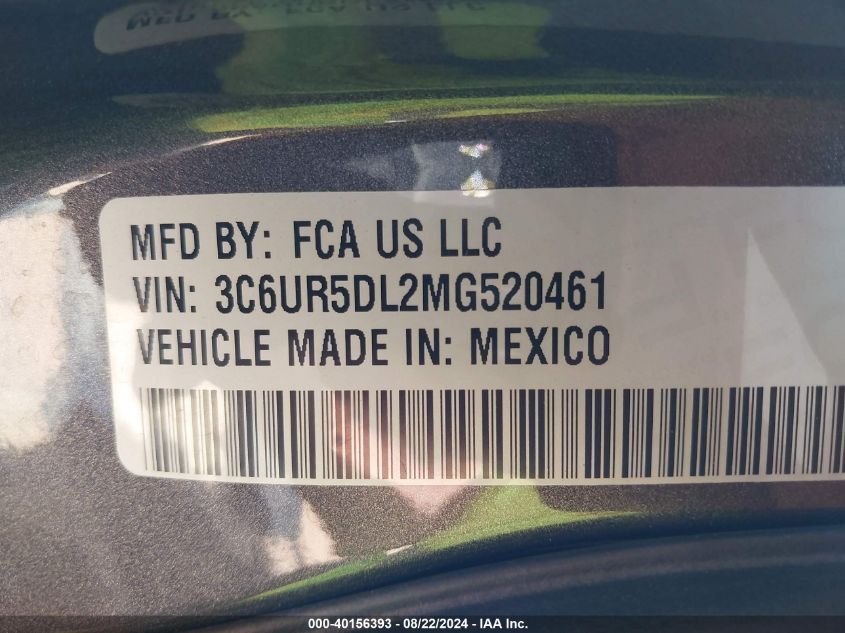 MFD BY: FCA US LLC
VIN: 3C6UR5DL2MG520461
VEHICLE MADE IN: MEXICO
000-40156393 - 08/22/2024 - IAA Inc.